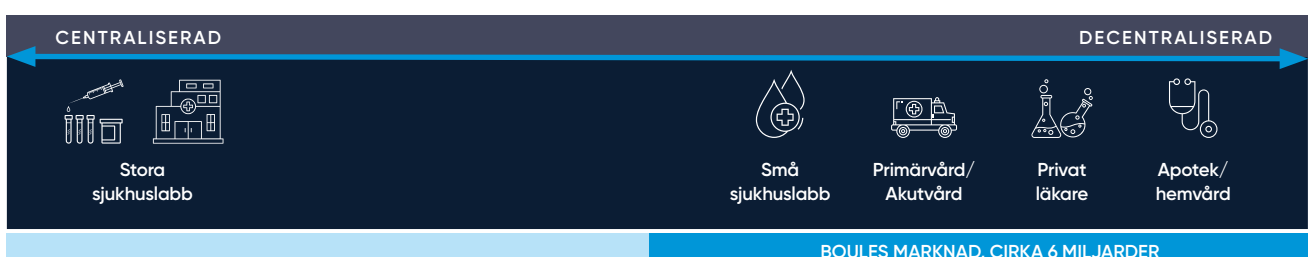 CENTRALISERAD
DECENTRALISERAD
Stora
sjukhuslabb
Små
sjukhuslabb
Primärvård/
Akutvård
Privat
läkare
Apotek/
hemvård
BOULES MARKNAD, CIRKA 6 MILJARDER